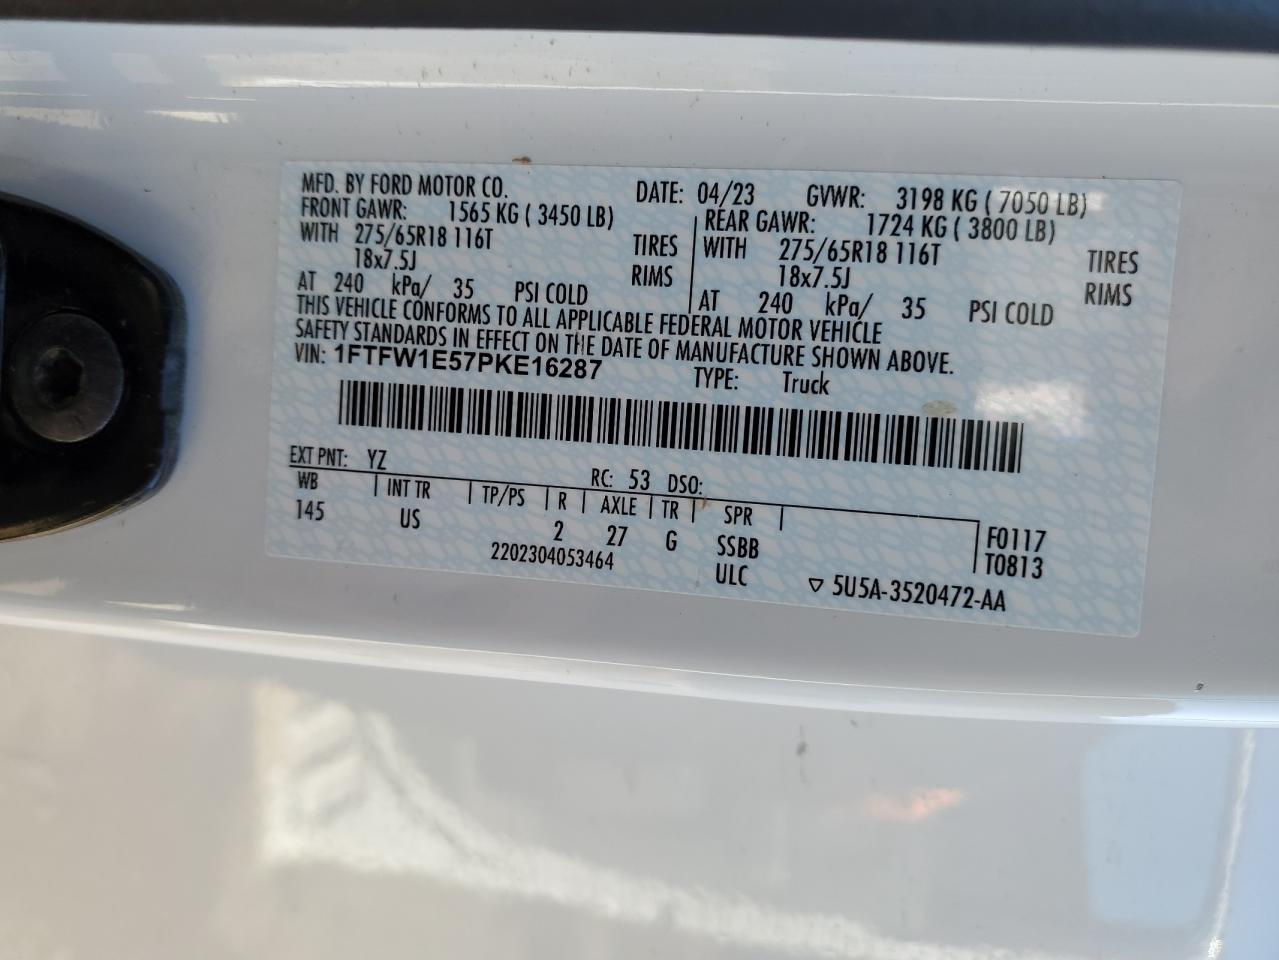 MFD. BY FORD MOTOR CO. DATE: 04/23 GVWR: 3198 KG ( 7050 LB)
FRONT GAWR: 1565 KG ( 3450 LB) REAR GAWR: 1724 KG ( 3800 LB)
WITH 275/65R18 116T TIRES WITH 275/65R18 116T TIRES
18x7.5J RIMS 18x7.5J RIMS
AT 240 kPa/ 35 PSI COLD AT 240 kPa/ 35 PSI COLD
THIS VEHICLE CONFORMS TO ALL APPLICABLE FEDERAL MOTOR VEHICLE
SAFETY STANDARDS IN EFFECT ON THE DATE OF MANUFACTURE SHOWN ABOVE.
VIN: 1FTFW1E57PKE16287 TYPE: Truck
EXT PNT: YZ RC: 53 DSO:
WB INT TR TP/PS R AXLE TR SPR
145 US 2 27 G SSBB F0117
2202304053464 ULC T0813
▽ 5U5A-3520472-AA